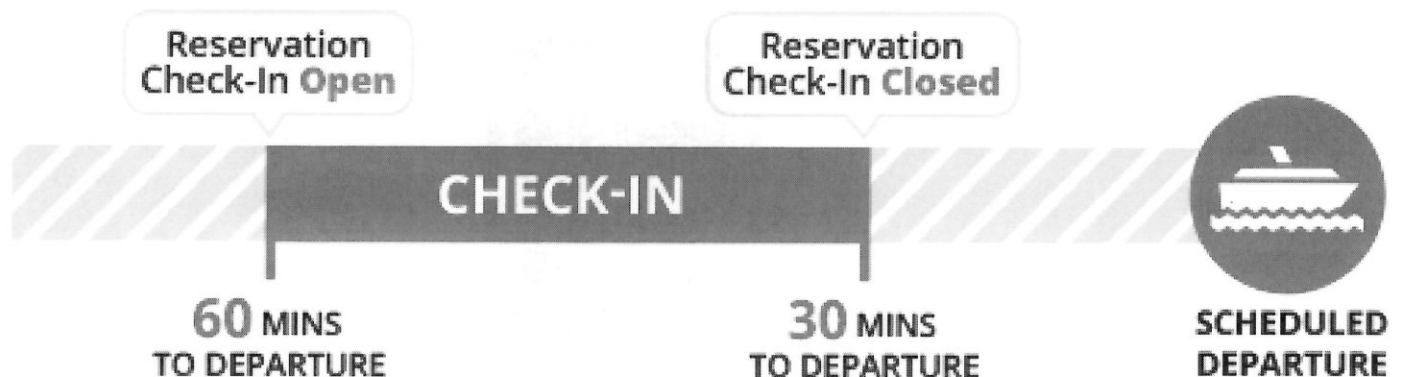 Reservation
Check-In Open
Reservation
Check-In Closed
CHECK-IN
60 MINS
TO DEPARTURE
30 MINS
TO DEPARTURE
SCHEDULED
DEPARTURE